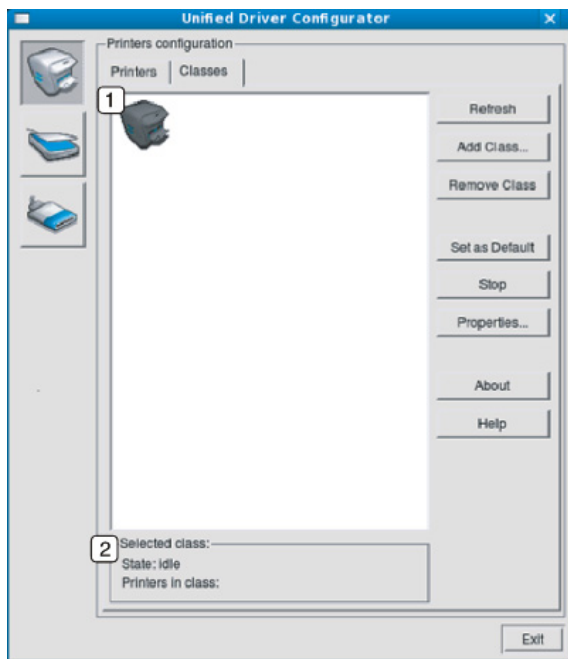 Unified Driver Configurator
Printers configuration
Printers
Classes
1
Refresh
Add Class...
Remove Class
Set as Default
Stop
Properties...
About
Help
2
Selected class:
State: idle
Printers in class:
Exit